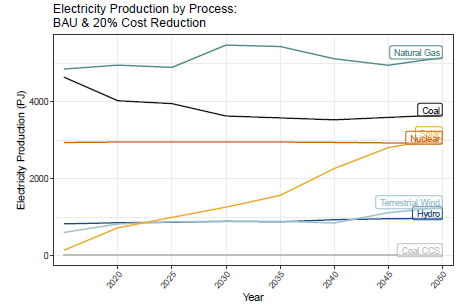 Electricity Production by Process:
BAU & 20% Cost Reduction
Electricity Production (PJ)
4000
2000
0
Natural Gas
Coal
Nuclear
Terrestrial Wind
Hydro
Coal CCS
2020
2025
2030
2035
2040
2045
2050
Year